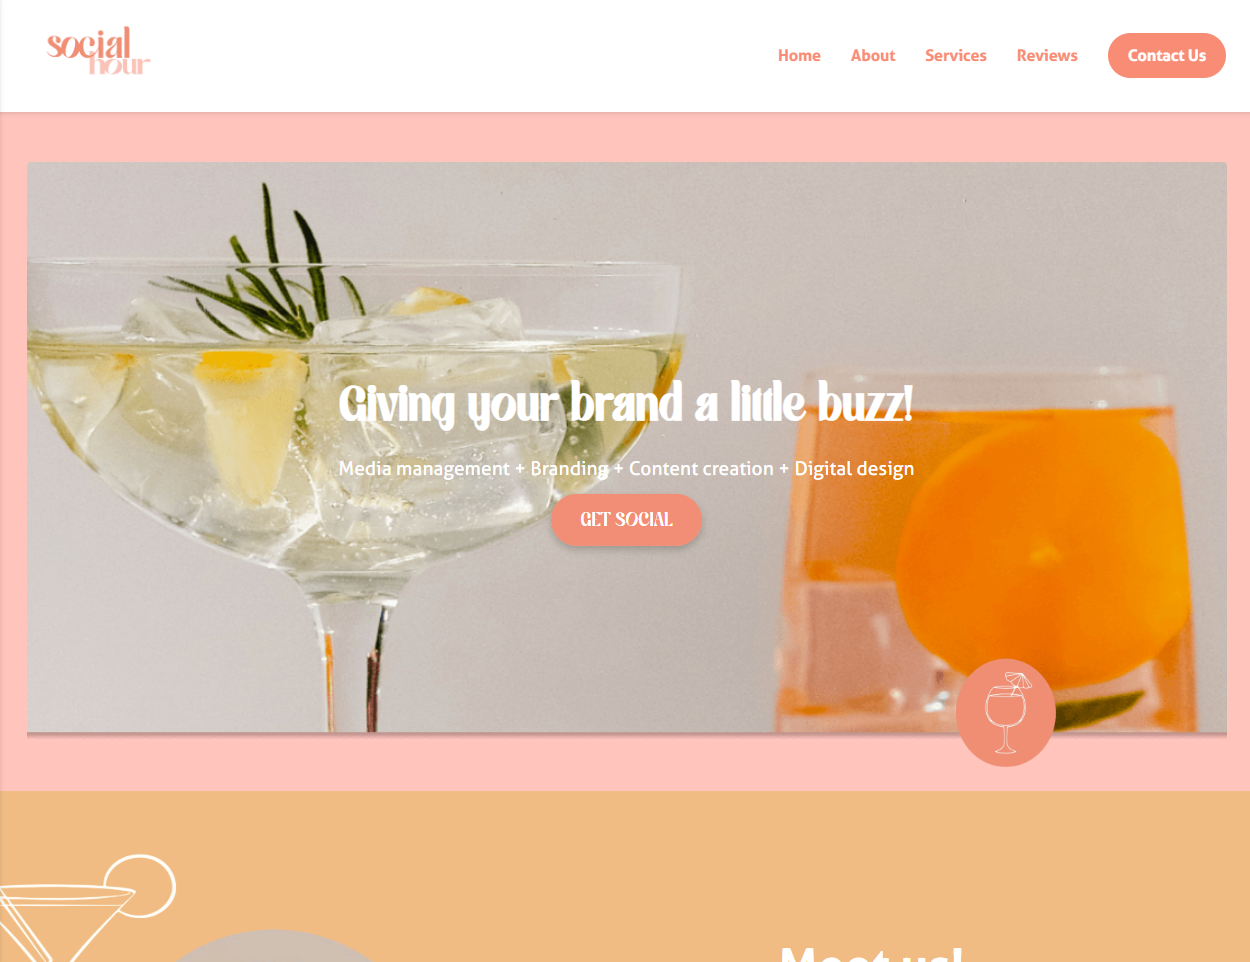 social
hour
Home About Services Reviews Contact Us
Giving your brand a little buzz!
Media management + Branding + Content creation + Digital design
GET SOCIAL
Meet us!